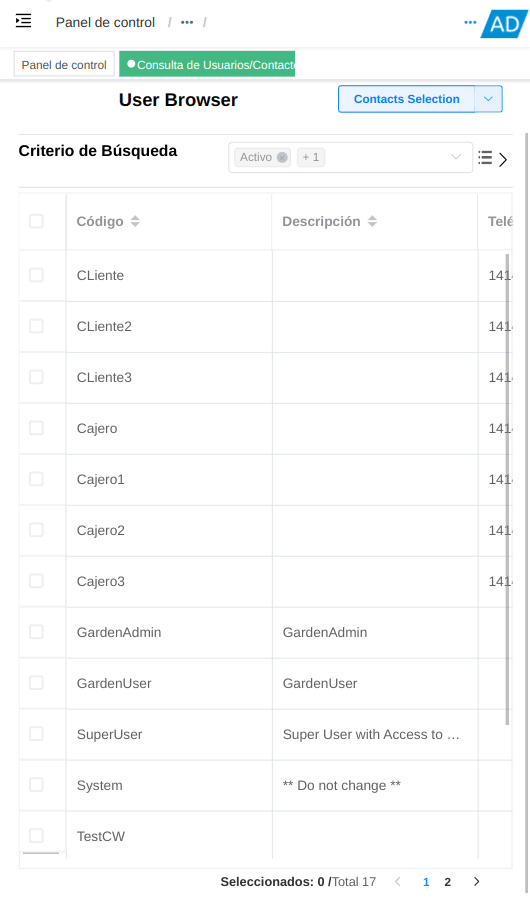 Panel de control / ••• / ••• AD
Panel de control Consulta de Usuarios/Contact
User Browser Contacts Selection
Criterio de Búsqueda Activo + 1
Código Descripción Telé
CLiente 141
CLiente2 141
CLiente3 141
Cajero 141
Cajero1 141
Cajero2 141
Cajero3 141
GardenAdmin GardenAdmin
GardenUser GardenUser
SuperUser Super User with Access to …
System ** Do not change **
TestCW
Seleccionados: 0 /Total 17 1 2